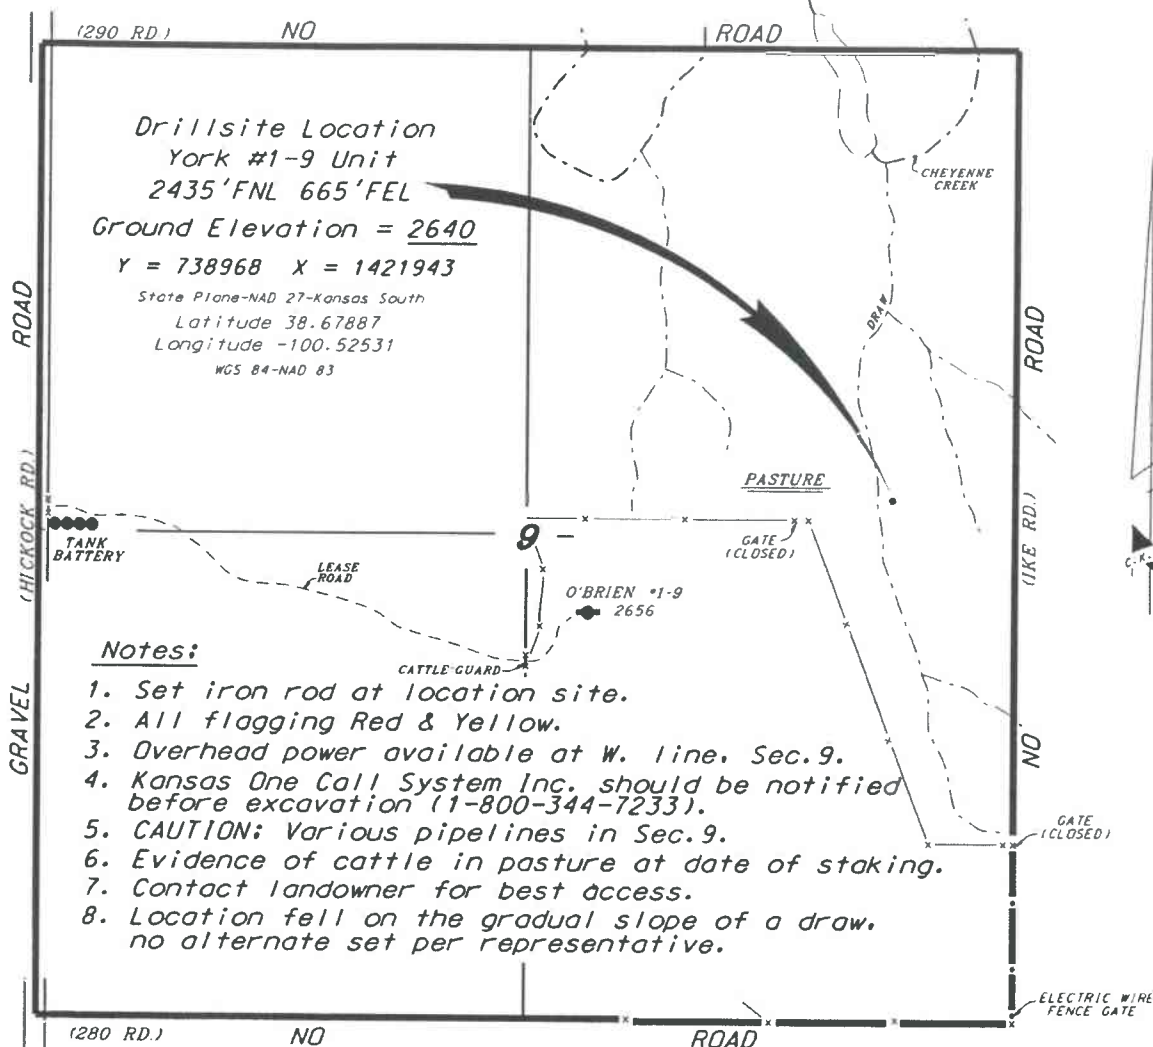 (290 RD.) NO ROAD
Drillsite Location
York #1-9 Unit
2435'FNL 665'FEL
Ground Elevation = 2640
Y = 738968 X = 1421943
State Plane-NAD 27-Kansas South
Latitude 38.67887
Longitude -100.52531
WGS 84-NAD 83
CHEYENNE
CREEK
DRAW
ROAD
ROAD
PASTURE
(HICKOCK RD.)
(IKE RD.)
TANK
BATTERY
9
GATE
(CLOSED)
LEASE
ROAD
O'BRIEN #1-9
2656
CATTLE GUARD
GRAVEL
NO
Notes:
1. Set iron rod at location site.
2. All flagging Red & Yellow.
3. Overhead power available at W. line, Sec.9.
4. Kansas One Call System Inc. should be notified
before excavation (1-800-344-7233).
5. CAUTION: Various pipelines in Sec.9.
6. Evidence of cattle in pasture at date of staking.
7. Contact landowner for best access.
8. Location fell on the gradual slope of a draw,
no alternate set per representative.
GATE
(CLOSED)
ELECTRIC WIRE
FENCE GATE
(280 RD.) NO ROAD